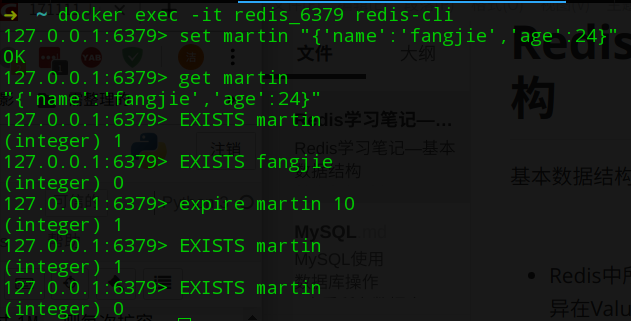 ➜ ~ docker exec -it redis_6379 redis-cli
127.0.0.1:6379> set martin "{'name':'fangjie','age':24}"
OK
127.0.0.1:6379> get martin
"{'name':'fangjie','age':24}"
127.0.0.1:6379> EXISTS martin
(integer) 1
127.0.0.1:6379> EXISTS fangjie
(integer) 0
127.0.0.1:6379> expire martin 10
(integer) 1
127.0.0.1:6379> EXISTS martin
(integer) 1
127.0.0.1:6379> EXISTS martin
(integer) 0
文件
大纲
Redis学习笔记—...
Redis学习笔记—基本
数据结构
MySQL.md
MySQL使用
数据库操作
注销
Redis
构
基本数据结构
Redis中所
异在Valu